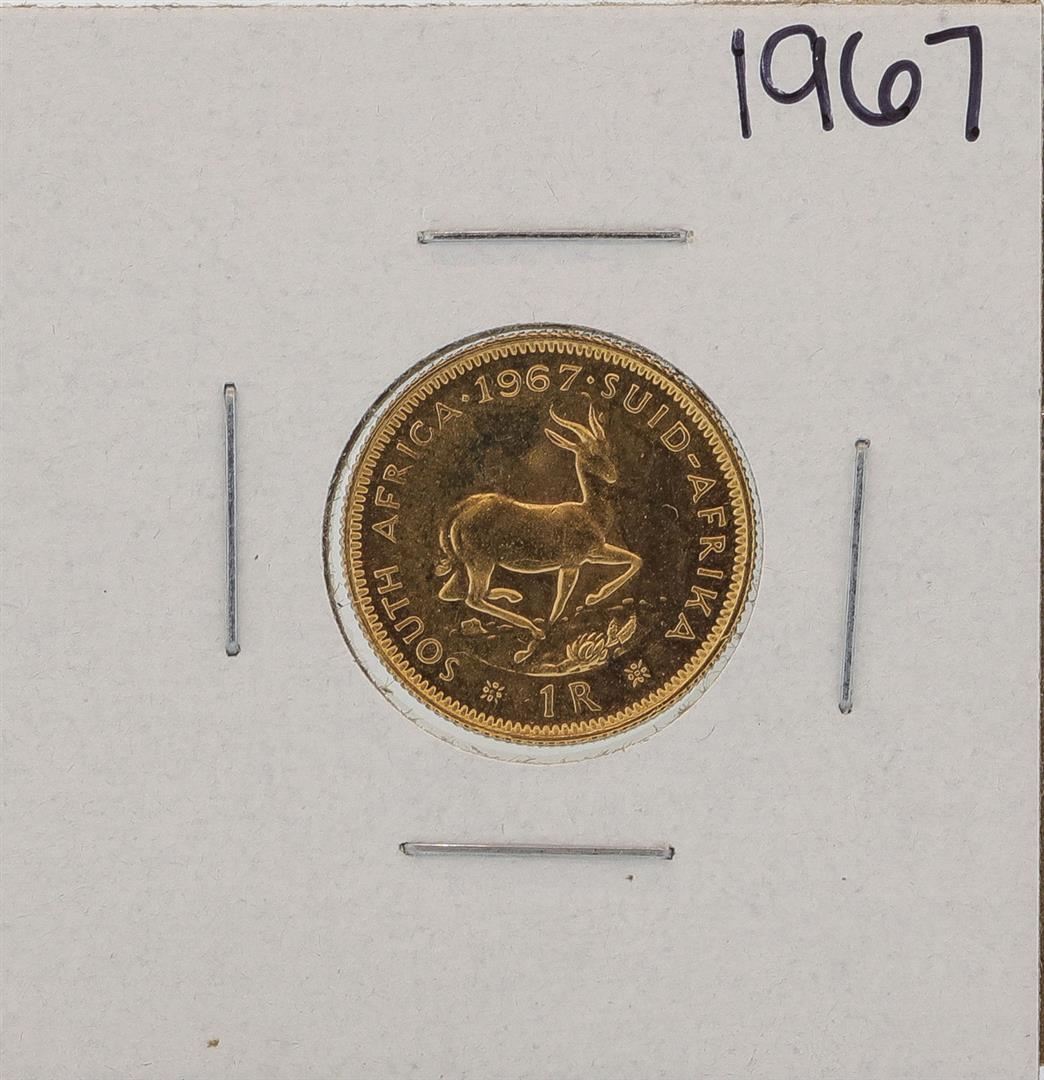 1967
SOUTH AFRICA · 1967 · SUID-AFRIKA
1R